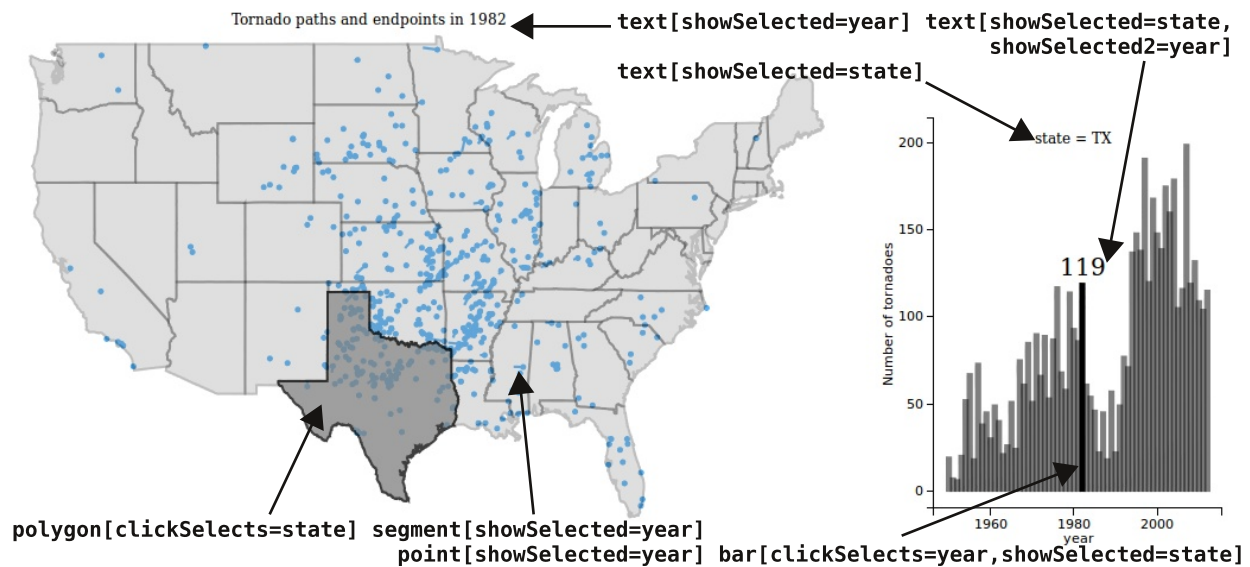 Tornado paths and endpoints in 1982
text[showSelected=year]
text[showSelected=state,
showSelected2=year]
text[showSelected=state]
200
state = TX
150
119
100
50
0
Number of tornadoes
1960
1980
2000
year
polygon[clickSelects=state]
segment[showSelected=year]
point[showSelected=year]
bar[clickSelects=year,showSelected=state]